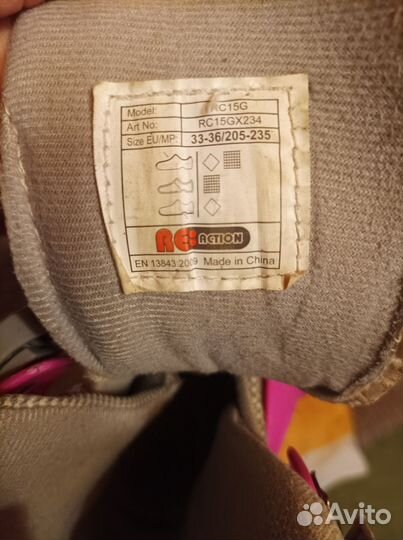 Model: RC15G
Art No: RC15GX234
Size EU/MP: 33-36/205-235
RE:ACTION
EN 13843:2009 Made in China
Avito